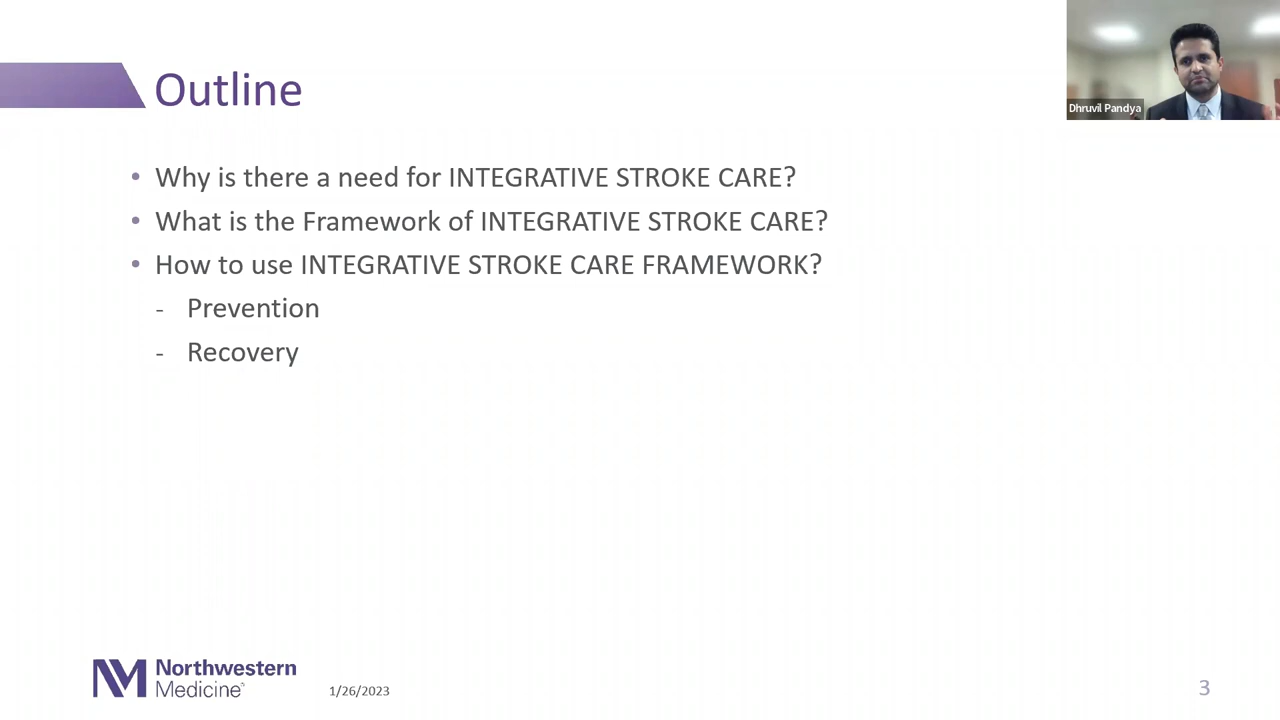 Outline
Dhruvil Pandya
• Why is there a need for INTEGRATIVE STROKE CARE?
• What is the Framework of INTEGRATIVE STROKE CARE?
• How to use INTEGRATIVE STROKE CARE FRAMEWORK?
- Prevention
- Recovery
Northwestern
Medicine
1/26/2023
3